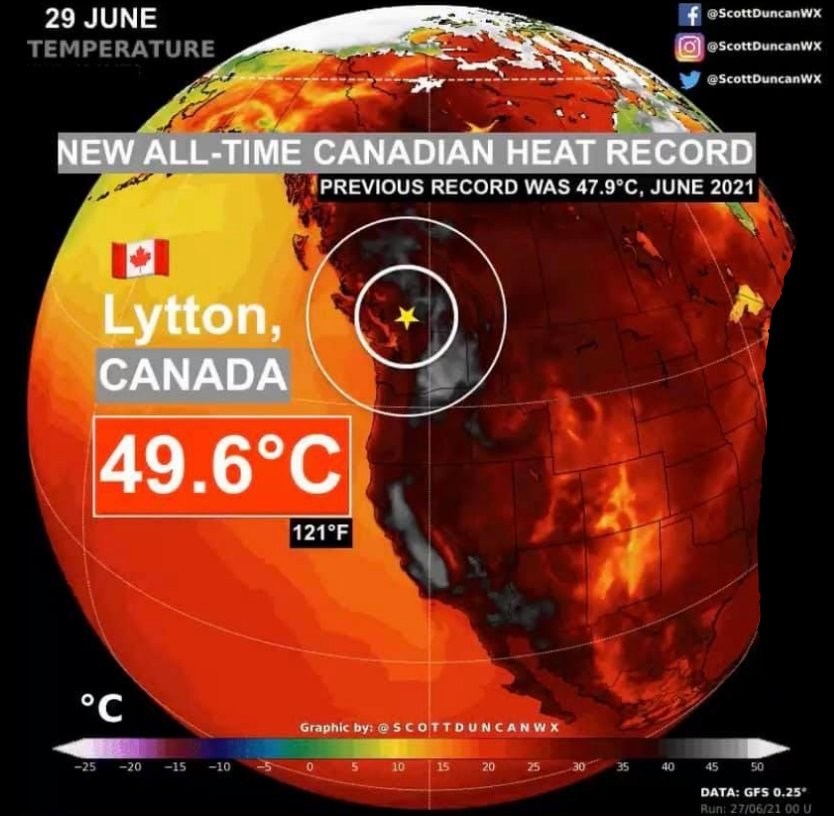 29 JUNE
TEMPERATURE
@ScottDuncanWX
@ScottDuncanWX
@ScottDuncanWX
NEW ALL-TIME CANADIAN HEAT RECORD
PREVIOUS RECORD WAS 47.9°C, JUNE 2021
Lytton,
CANADA
49.6°C
121°F
°C
Graphic by: @SCOTTDUNCANWX
-25 -20 -15 -10 -5 0 5 10 15 20 25 30 35 40 45 50
DATA: GFS 0.25°
Run: 27/06/21 00 U